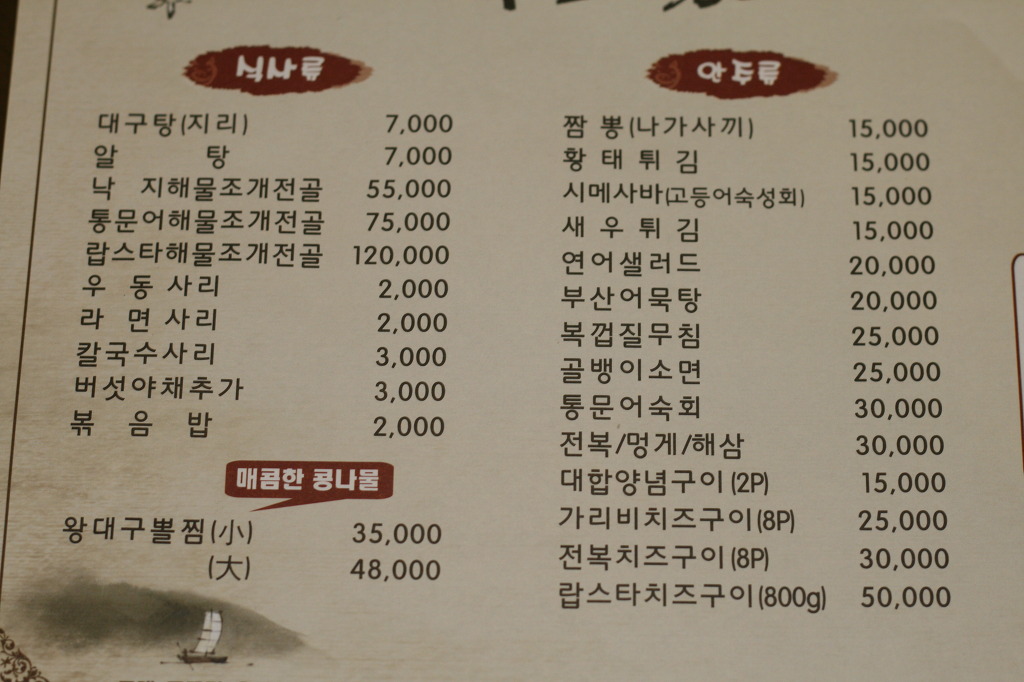 식사류
대구탕(지리) 7,000
알 탕 7,000
낙 지해물조개전골 55,000
통문어해물조개전골 75,000
랍스타해물조개전골 120,000
우 동 사리 2,000
라 면 사리 2,000
칼국수사리 3,000
버섯야채추가 3,000
볶 음 밥 2,000
매콤한 콩나물
왕대구뽈찜(小) 35,000
(大) 48,000
안주류
짬 뽕(나가사끼) 15,000
황 태 튀 김 15,000
시메사바(고등어숙성회) 15,000
새 우 튀 김 15,000
연어샐러드 20,000
부산어묵탕 20,000
복껍질무침 25,000
골뱅이소면 25,000
통문어숙회 30,000
전복/멍게/해삼 30,000
대합양념구이(2P) 15,000
가리비치즈구이(8P) 25,000
전복치즈구이(8P) 30,000
랍스타치즈구이(800g) 50,000